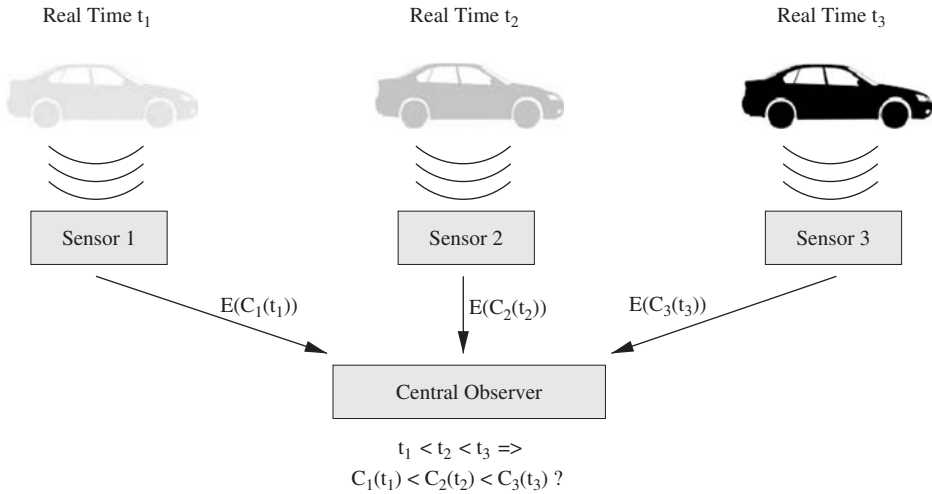 Real Time t₁
Real Time t₂
Real Time t₃
Sensor 1
Sensor 2
Sensor 3
E(C₁(t₁))
E(C₂(t₂))
E(C₃(t₃))
Central Observer
t₁ < t₂ < t₃ =>
C₁(t₁) < C₂(t₂) < C₃(t₃) ?